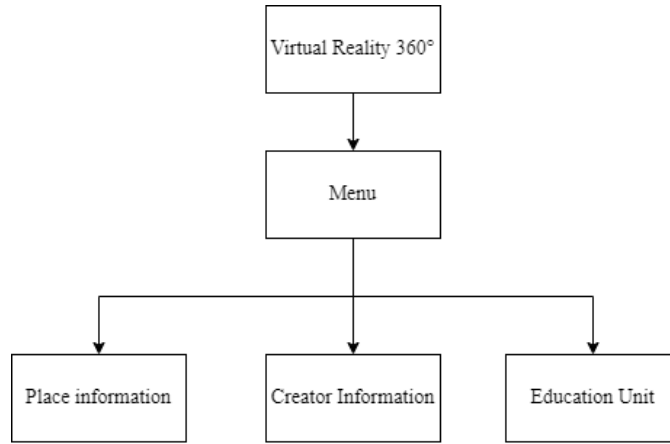 Virtual Reality 360°
Menu
Place information
Creator Information
Education Unit